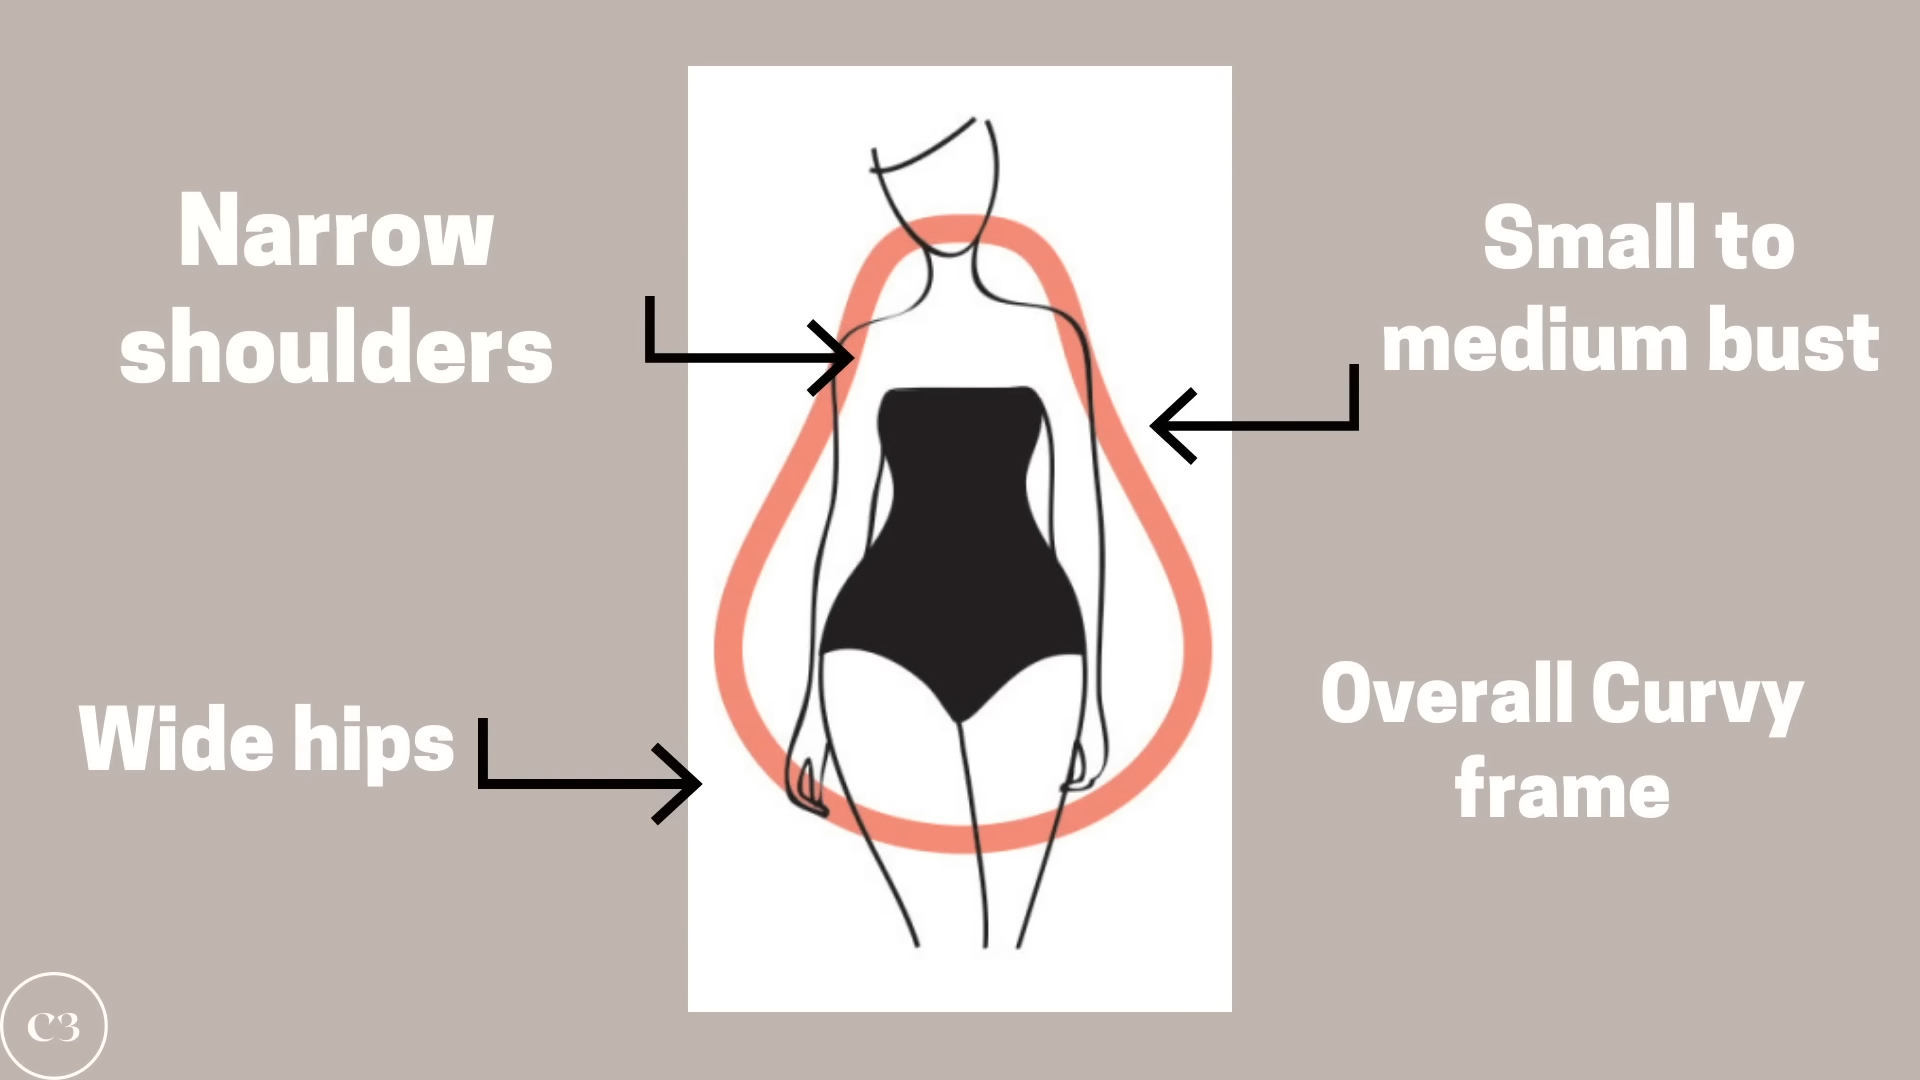 Narrow
shoulders
Small to
medium bust
Wide hips
Overall Curvy
frame
C3